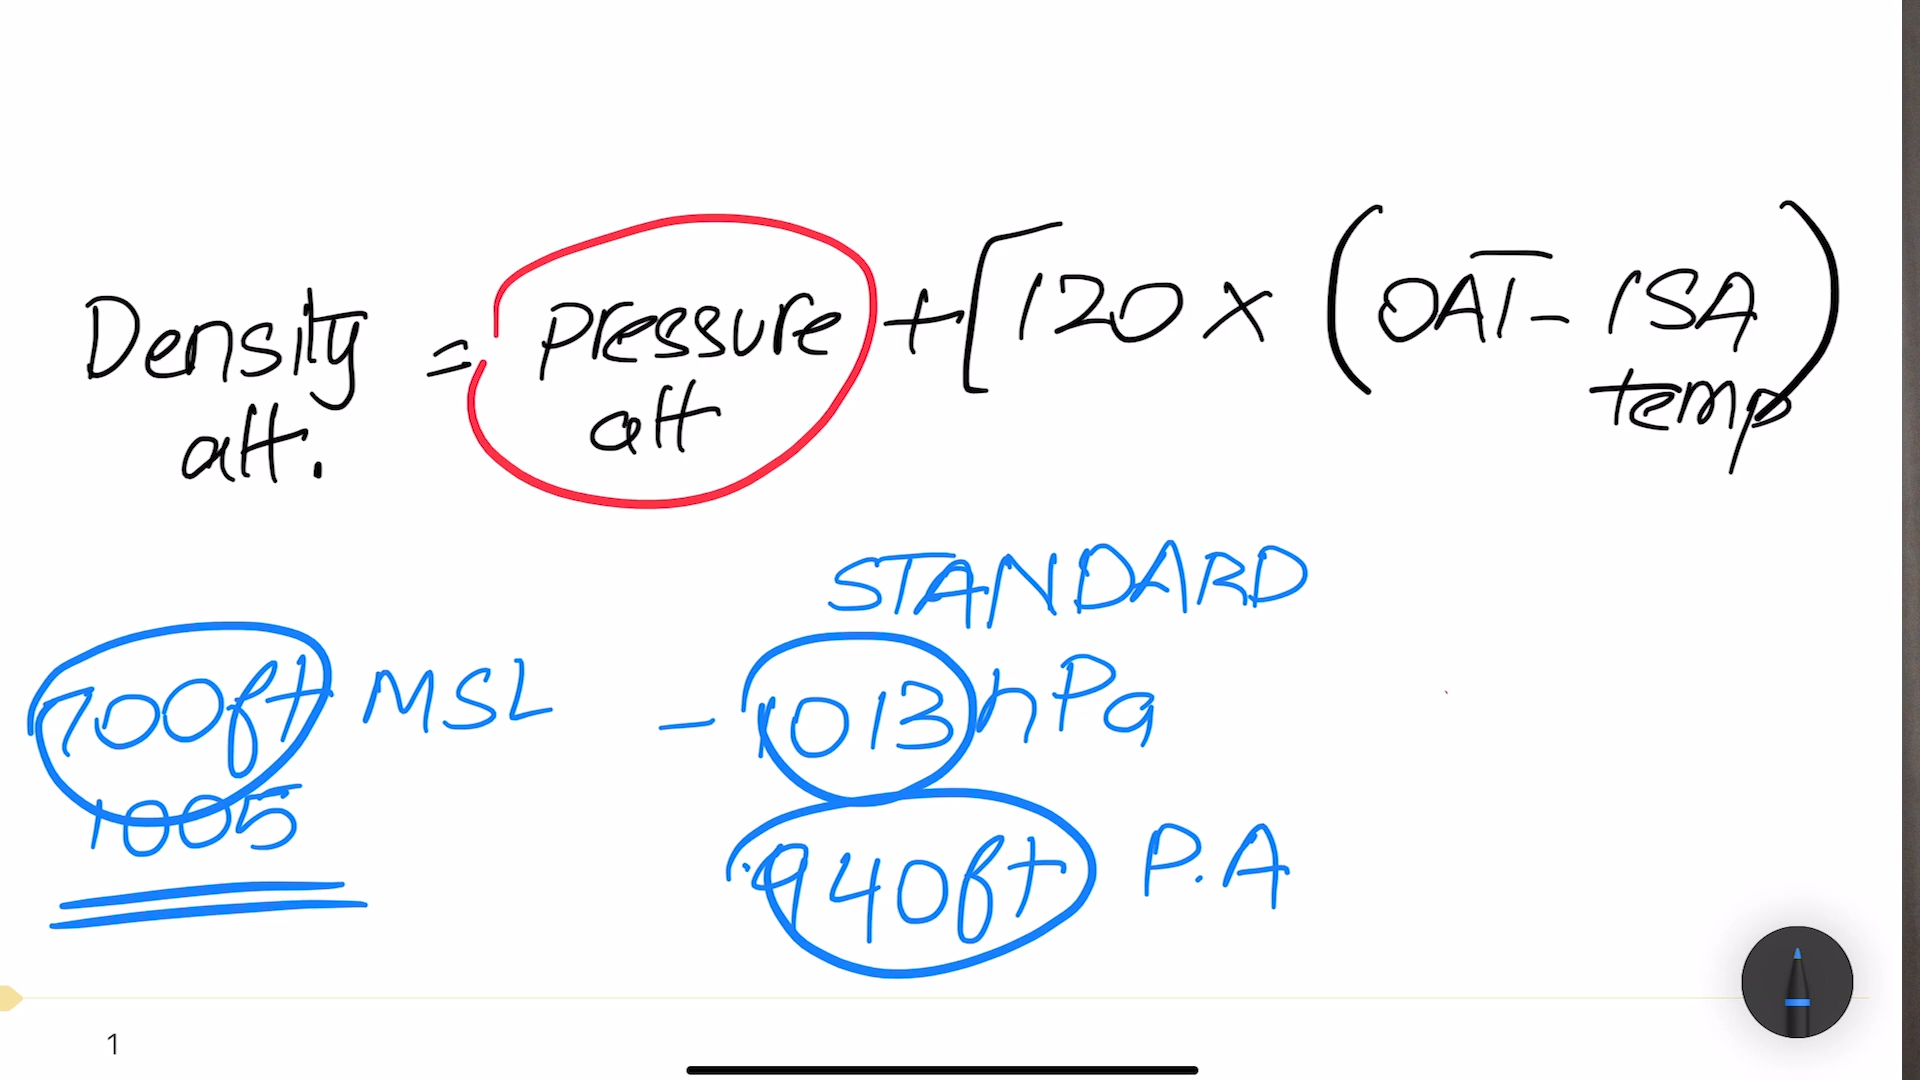 Density = pressure + [120 x (OAT - ISA
alt. alt temp)
STANDARD
700ft MSL - 1013 hPa
1005 940ft P.A
1